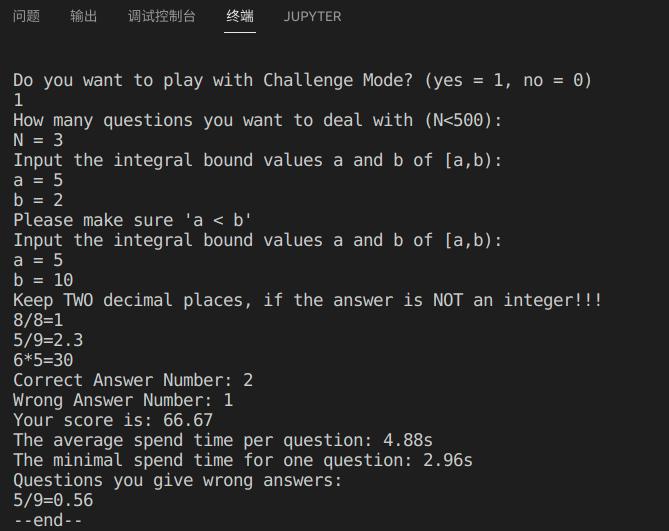 问题 输出 调试控制台 终端 JUPYTER
Do you want to play with Challenge Mode? (yes = 1, no = 0)
1
How many questions you want to deal with (N<500):
N = 3
Input the integral bound values a and b of [a,b):
a = 5
b = 2
Please make sure 'a < b'
Input the integral bound values a and b of [a,b):
a = 5
b = 10
Keep TWO decimal places, if the answer is NOT an integer!!!
8/8=1
5/9=2.3
6*5=30
Correct Answer Number: 2
Wrong Answer Number: 1
Your score is: 66.67
The average spend time per question: 4.88s
The minimal spend time for one question: 2.96s
Questions you give wrong answers:
5/9=0.56
--end--